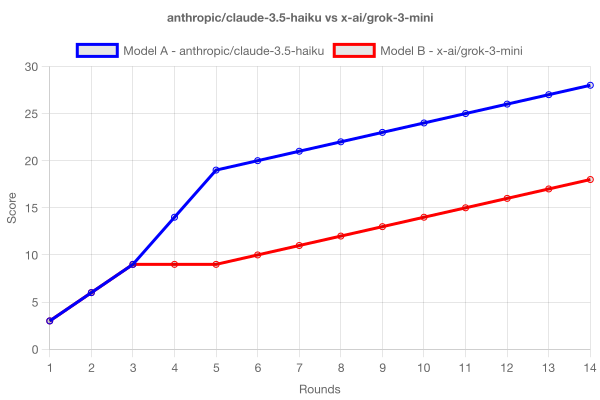 anthropic/claude-3.5-haiku vs x-ai/grok-3-mini
Model A - anthropic/claude-3.5-haiku Model B - x-ai/grok-3-mini
30
25
20
15
10
5
0
Score
1 2 3 4 5 6 7 8 9 10 11 12 13 14
Rounds